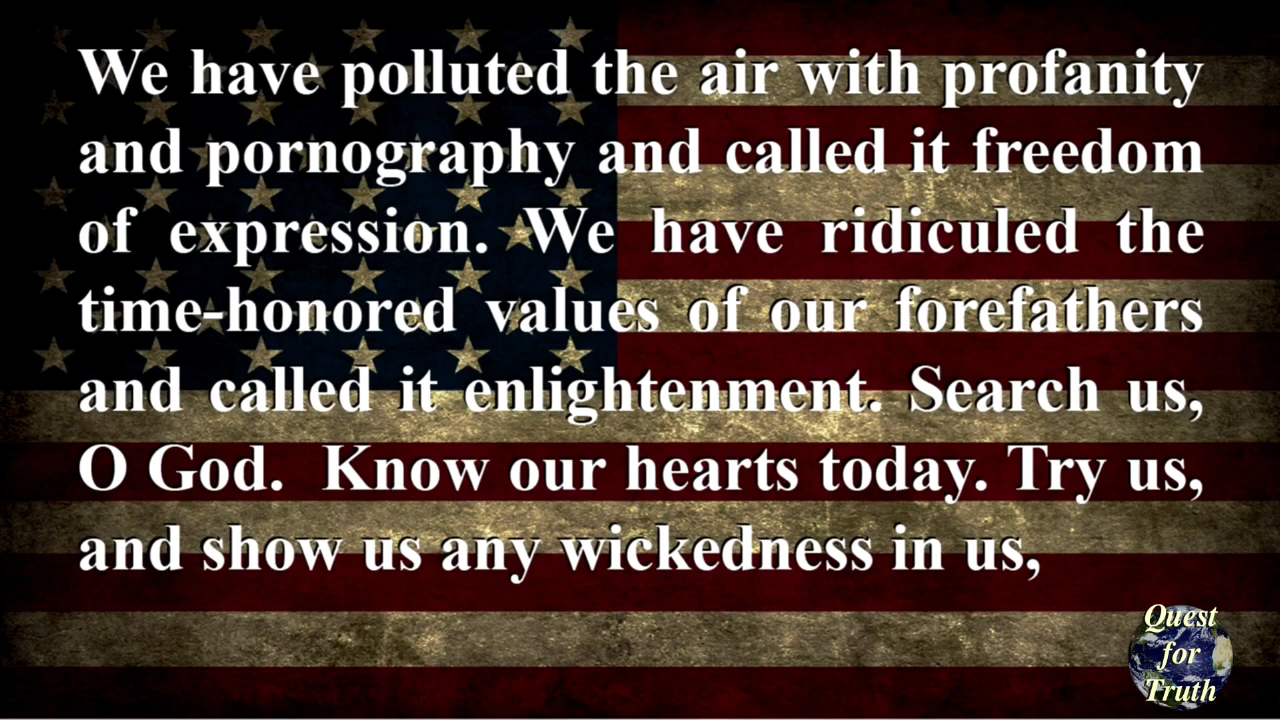 We have polluted the air with profanity
and pornography and called it freedom
of expression. We have ridiculed the
time-honored values of our forefathers
and called it enlightenment. Search us,
O God.  Know our hearts today. Try us,
and show us any wickedness in us,
Quest
for
Truth